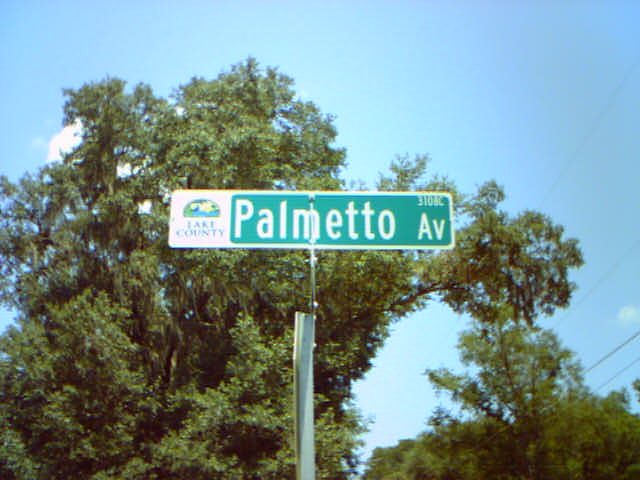 LAKE
COUNTY
Palmetto Av
3108C